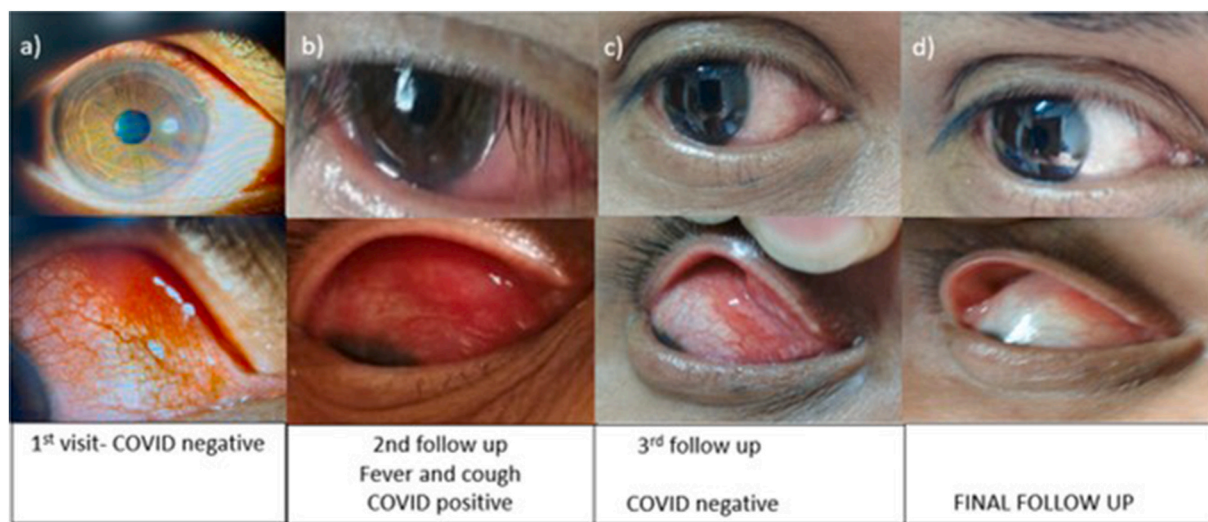 a)
b)
c)
d)
1st visit- COVID negative
2nd follow up
Fever and cough
COVID positive
3rd follow up
COVID negative
FINAL FOLLOW UP